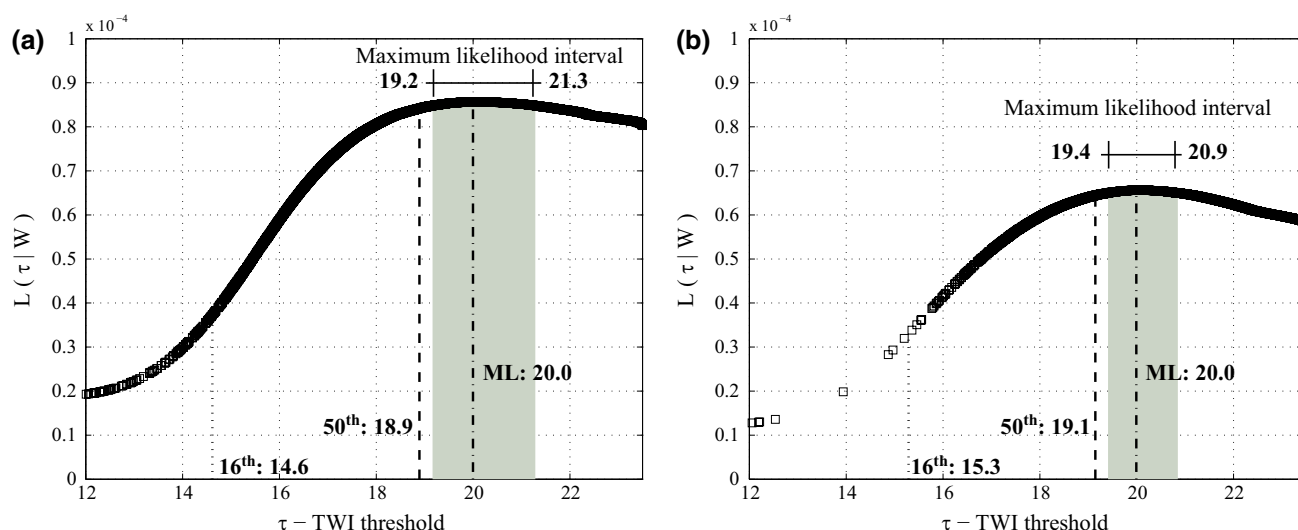 (a)
x 10⁻⁴
1
0.9
0.8
0.7
0.6
0.5
0.4
0.3
0.2
0.1
0
L ( τ | W )
Maximum likelihood interval
19.2 21.3
ML: 20.0
50th: 18.9
16th: 14.6
12 14 16 18 20 22
τ − TWI threshold
(b)
x 10⁻⁴
1
0.9
0.8
0.7
0.6
0.5
0.4
0.3
0.2
0.1
0
L ( τ | W )
Maximum likelihood interval
19.4 20.9
ML: 20.0
50th: 19.1
16th: 15.3
12 14 16 18 20 22
τ − TWI threshold